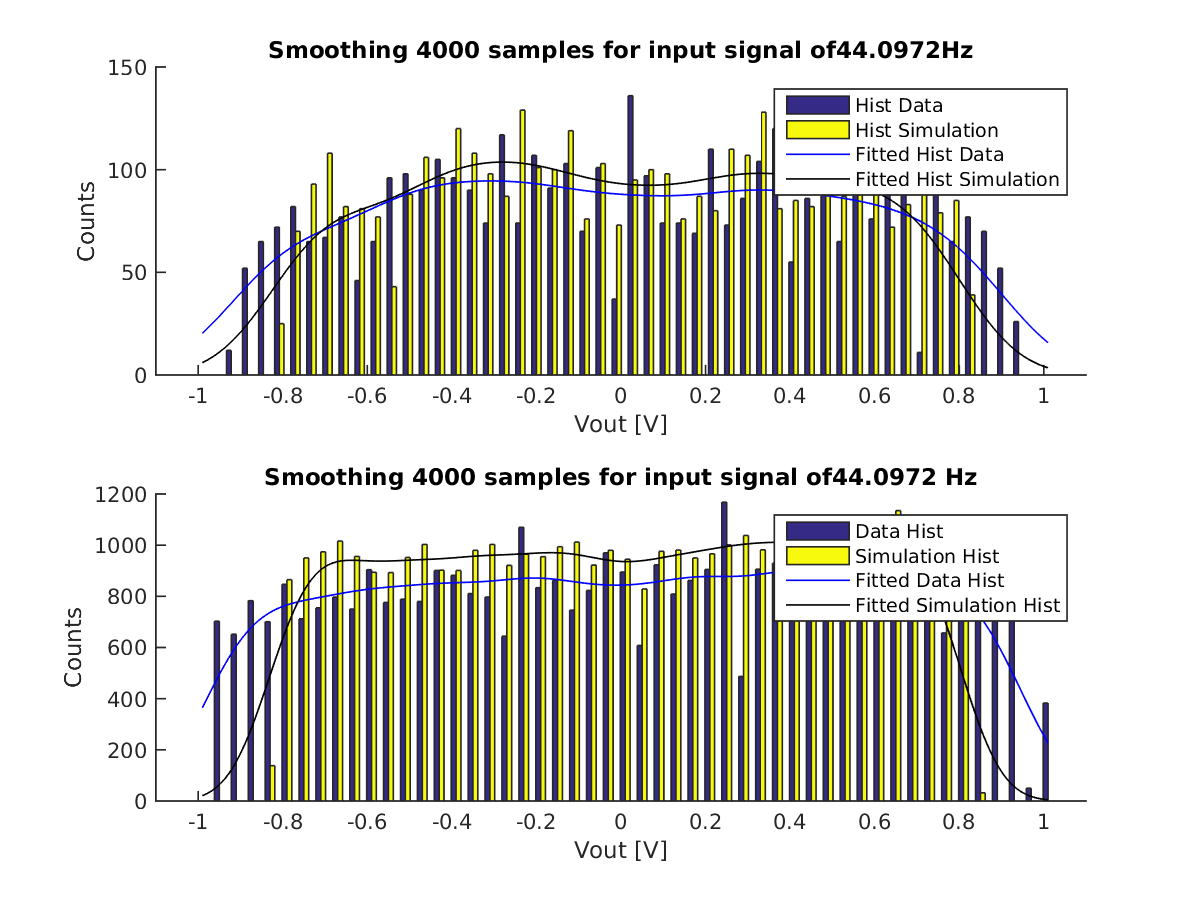 Smoothing 4000 samples for input signal of44.0972Hz
150
100
50
0
Counts
Hist Data
Hist Simulation
Fitted Hist Data
Fitted Hist Simulation
-1 -0.8 -0.6 -0.4 -0.2 0 0.2 0.4 0.6 0.8 1
Vout [V]
Smoothing 4000 samples for input signal of44.0972 Hz
1200
1000
800
600
400
200
0
Counts
Data Hist
Simulation Hist
Fitted Data Hist
Fitted Simulation Hist
-1 -0.8 -0.6 -0.4 -0.2 0 0.2 0.4 0.6 0.8 1
Vout [V]